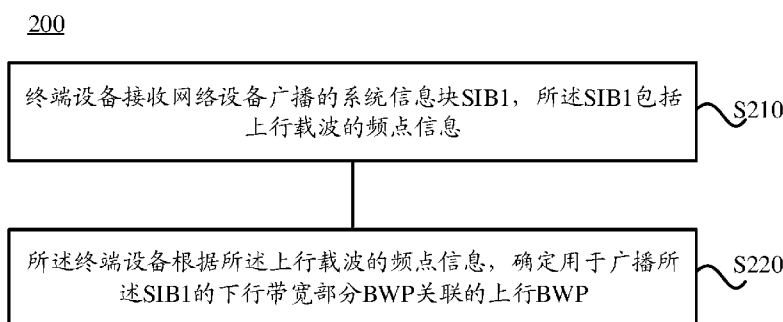 200
终端设备接收网络设备广播的系统信息块SIB1，所述SIB1包括
上行载波的频点信息
S210
所述终端设备根据所述上行载波的频点信息，确定用于广播所
述SIB1的下行带宽部分BWP关联的上行BWP
S220